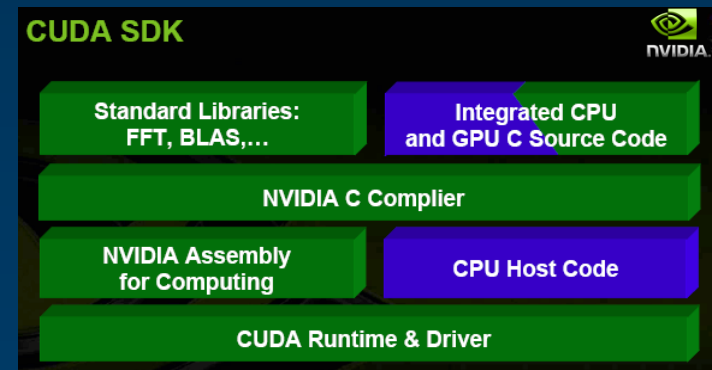 CUDA SDK
NVIDIA.
Standard Libraries:
FFT, BLAS,...
Integrated CPU
and GPU C Source Code
NVIDIA C Complier
NVIDIA Assembly
for Computing
CPU Host Code
CUDA Runtime & Driver